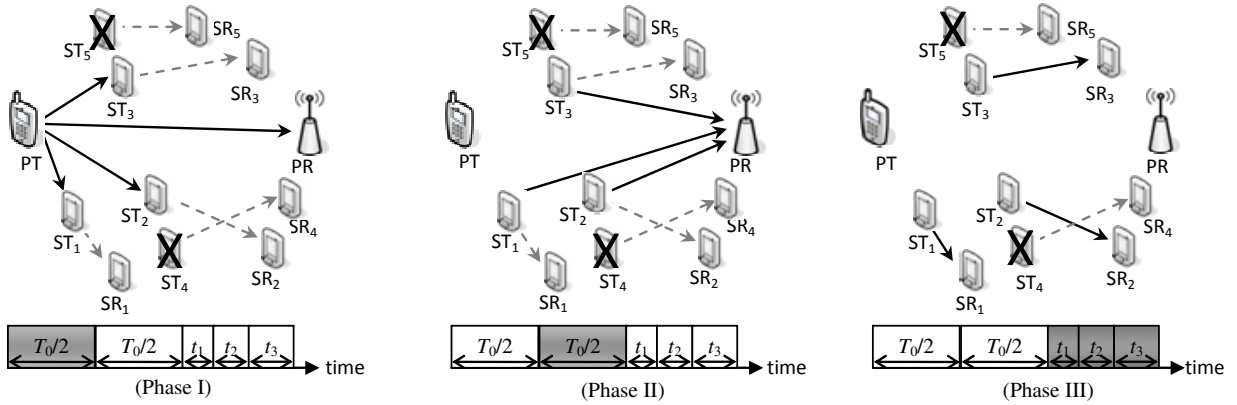 ST₅ SR₅
ST₃ SR₃
PT PR
ST₁ ST₂ SR₄
ST₄ SR₂
SR₁
T₀/2 T₀/2 t₁ t₂ t₃ time
(Phase I)
ST₅ SR₅
ST₃ SR₃
PT PR
ST₁ ST₂ SR₄
ST₄ SR₂
SR₁
T₀/2 T₀/2 t₁ t₂ t₃ time
(Phase II)
ST₅ SR₅
ST₃ SR₃
PT PR
ST₁ ST₂ SR₄
ST₄ SR₂
SR₁
T₀/2 T₀/2 t₁ t₂ t₃ time
(Phase III)